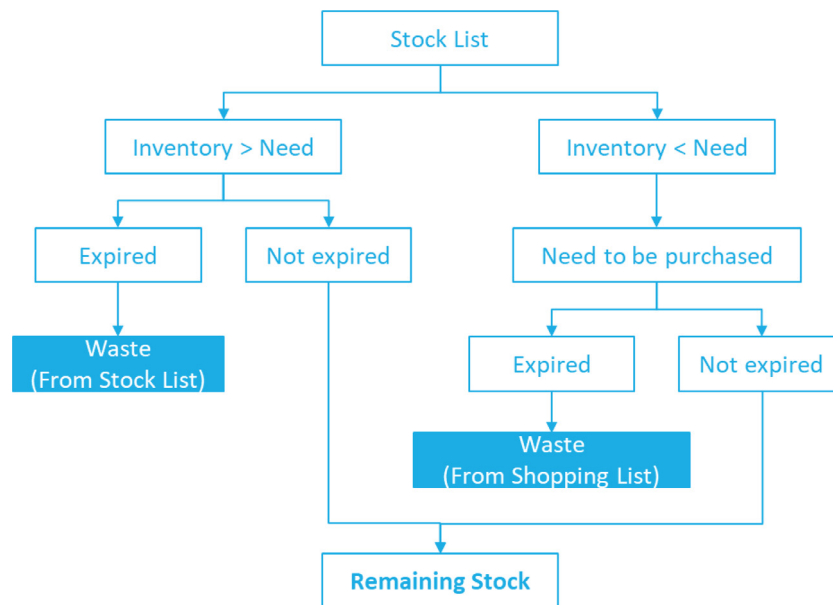 Stock List
Inventory > Need
Inventory < Need
Expired
Not expired
Need to be purchased
Waste
(From Stock List)
Expired
Not expired
Waste
(From Shopping List)
Remaining Stock